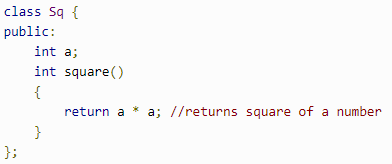 class Sq {
public:
    int a;
    int square()
    {
        return a * a; //returns square of a number
    }
};